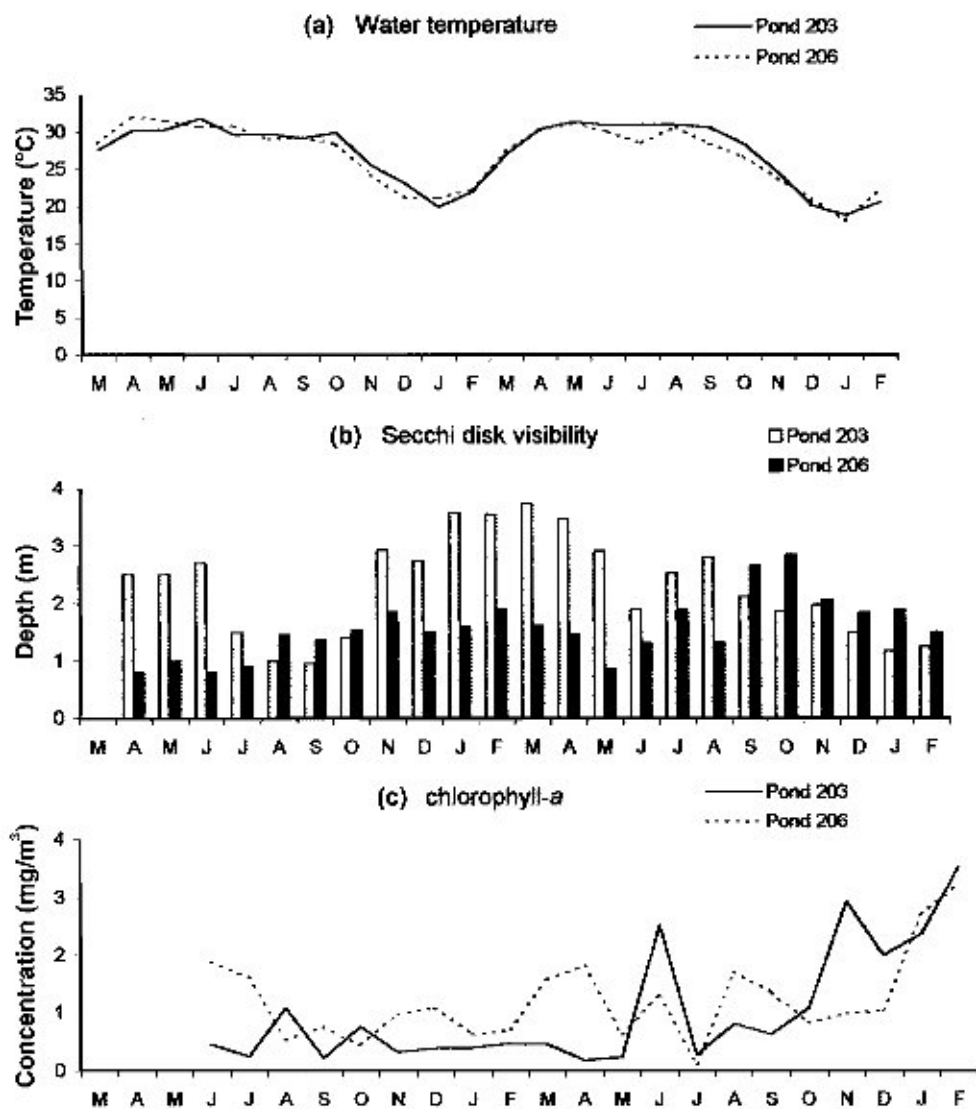 (a) Water temperature
Pond 203
Pond 206
Temperature (°C)
35
30
25
20
15
10
5
0
M A M J J A S O N D J F M A M J J A S O N D J F
(b) Secchi disk visibility
Pond 203
Pond 206
Depth (m)
4
3
2
1
0
M A M J J A S O N D J F M A M J J A S O N D J F
(c) chlorophyll-a
Pond 203
Pond 206
Concentration (mg/m³)
4
3
2
1
0
M A M J J A S O N D J F M A M J J A S O N D J F